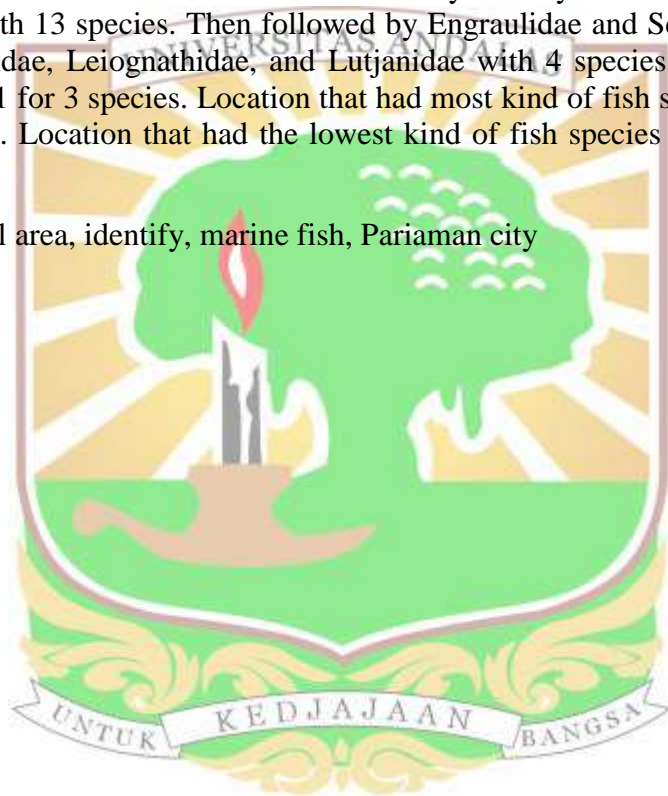 th 13 species. Then followed by Engraulidae and S
UNIVERSITAS ANDALAS
idae, Leiognathidae, and Lutjanidae with 4 species
1 for 3 species. Location that had most kind of fish s
. Location that had the lowest kind of fish species
l area, identify, marine fish, Pariaman city
UNTUK KEDJAJAAN BANGSA